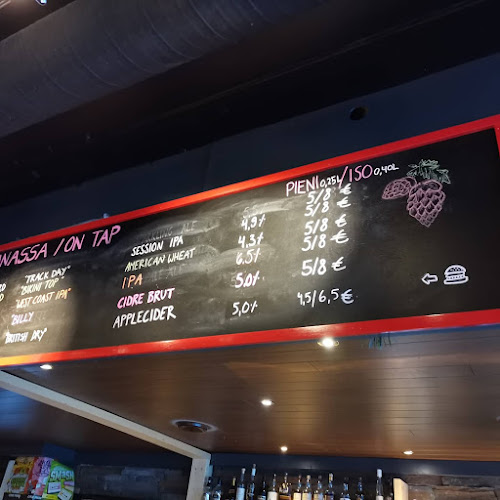 NASSA / ON TAP PIENI 0,25L / ISO 0,40L
5/8 €
"TRACK DAY" SESSION IPA 4,9% 5/8 €
"BIKINI TOP" AMERICAN WHEAT 4,3% 5/8 €
"WEST COAST IPA" IPA 6,5% 5/8 €
"BILLY" CIDRE BRUT 5,0% 5/8 €
"BRITISH DRY" APPLECIDER 5,0% 4,5/6,5 €